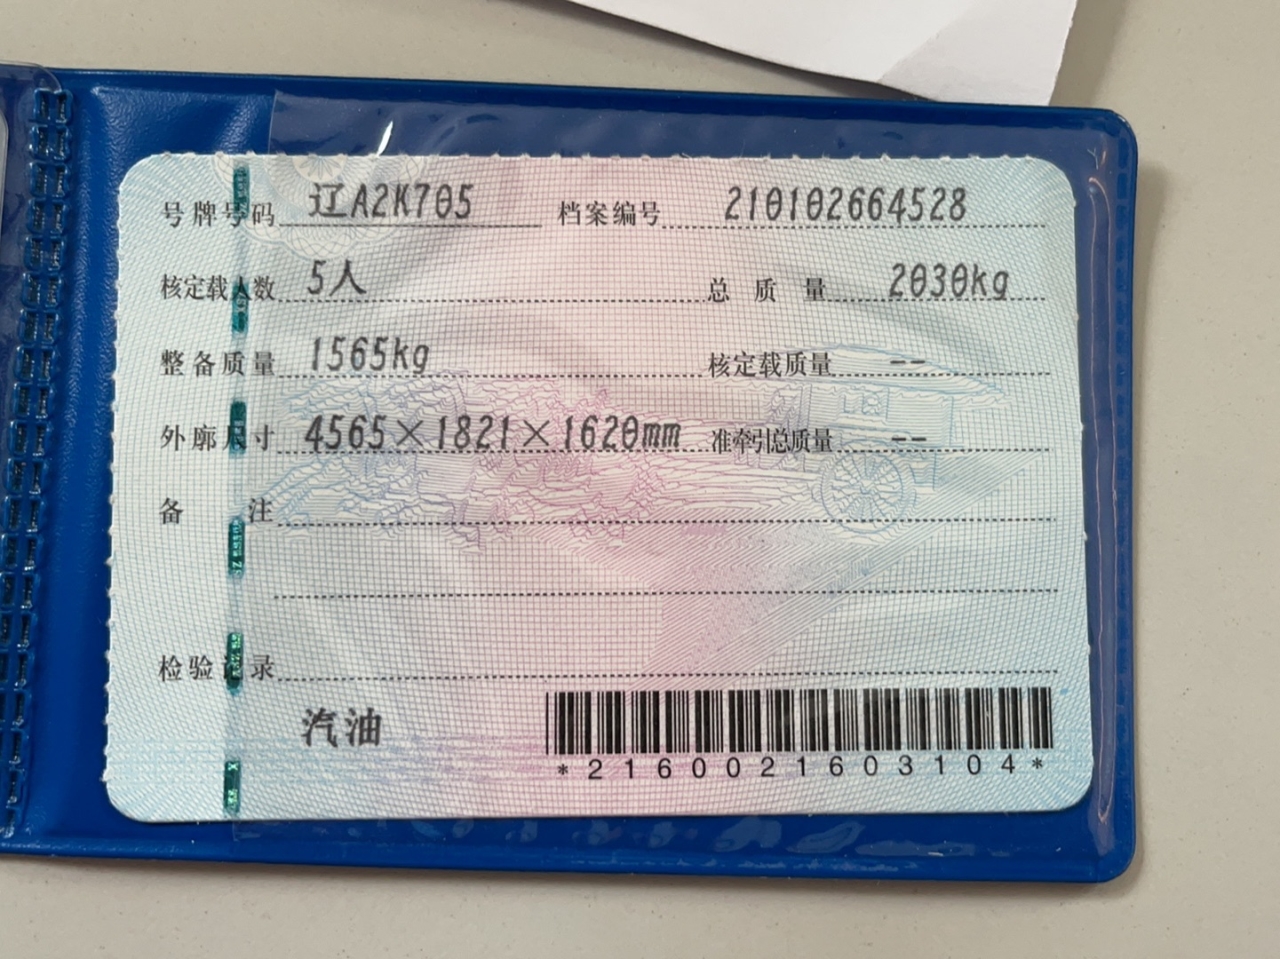 号牌号码 辽A2K705 档案编号 210102664528
核定载人数 5人 总质量 2030kg
整备质量 1565kg 核定载质量 --
外廓尺寸 4565×1821×1620mm 准牵引总质量 --
备注
检验记录
汽油
*2160021603104*